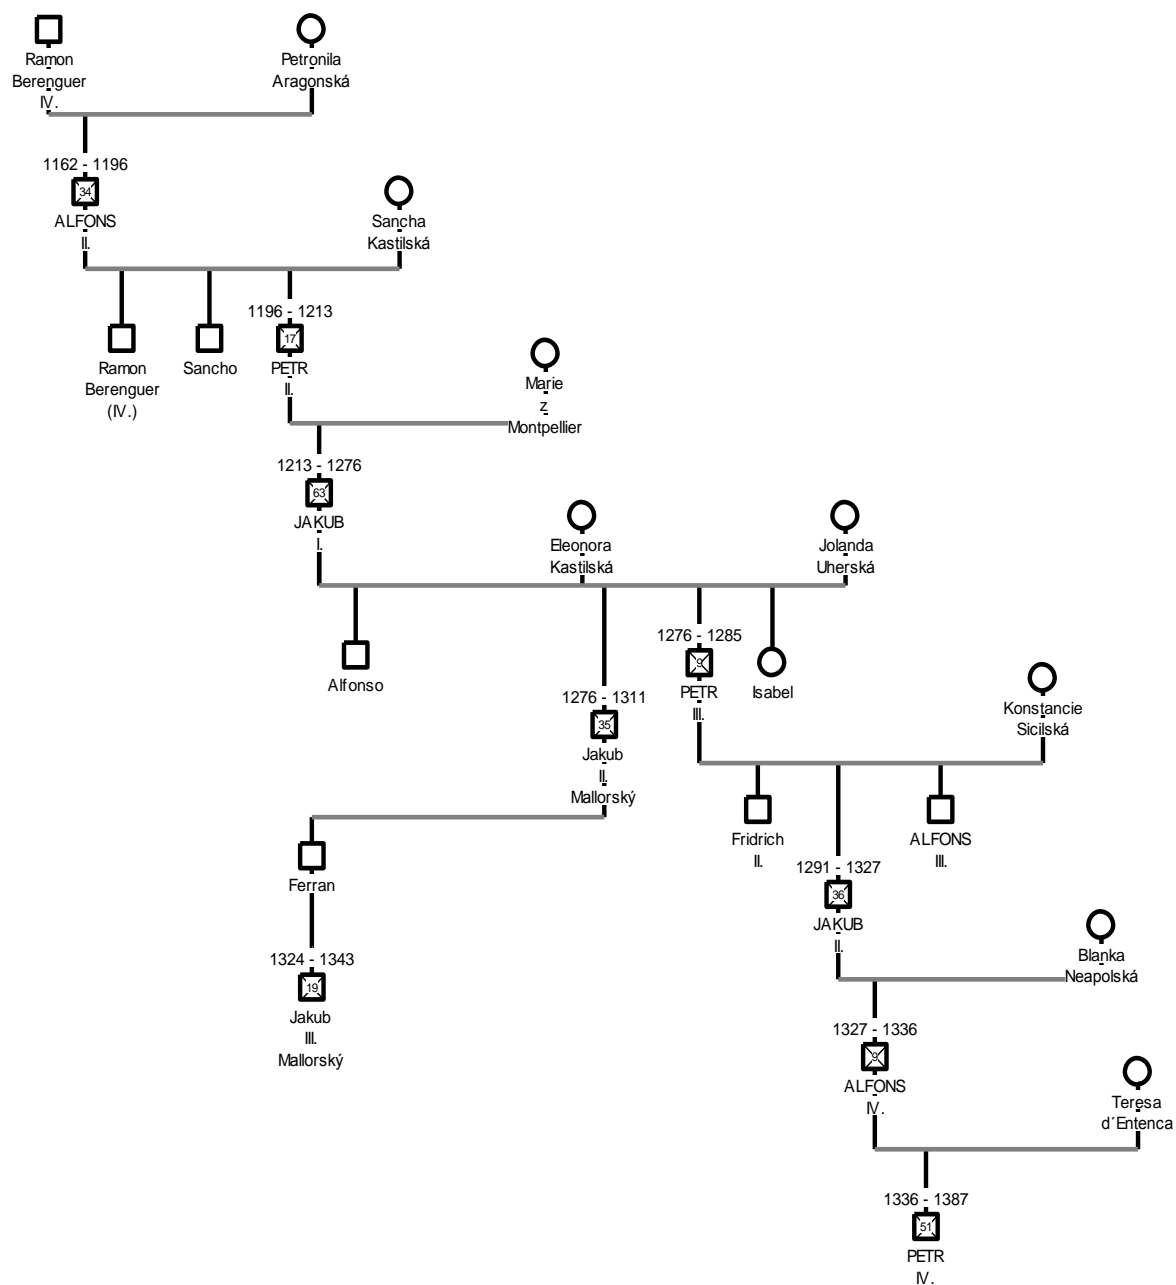 Ramon
Berenguer
IV.
Petronila
Aragonská
1162 - 1196
34
ALFONS
II.
Sancha
Kastilská
Ramon
Berenguer
(IV.)
Sancho
1196 - 1213
17
PETR
II.
Marie
z
Montpellier
1213 - 1276
63
JAKUB
I.
Eleonora
Kastilská
Jolanda
Uherská
Alfonso
1276 - 1311
35
Jakub
II.
Mallorský
1276 - 1285
9
PETR
III.
Isabel
Konstancie
Sicilská
Fridrich
II.
1291 - 1327
36
JAKUB
II.
ALFONS
III.
Ferran
1324 - 1343
19
Jakub
III.
Mallorský
Blanka
Neapolská
1327 - 1336
9
ALFONS
IV.
Teresa
d´Entenca
1336 - 1387
51
PETR
IV.